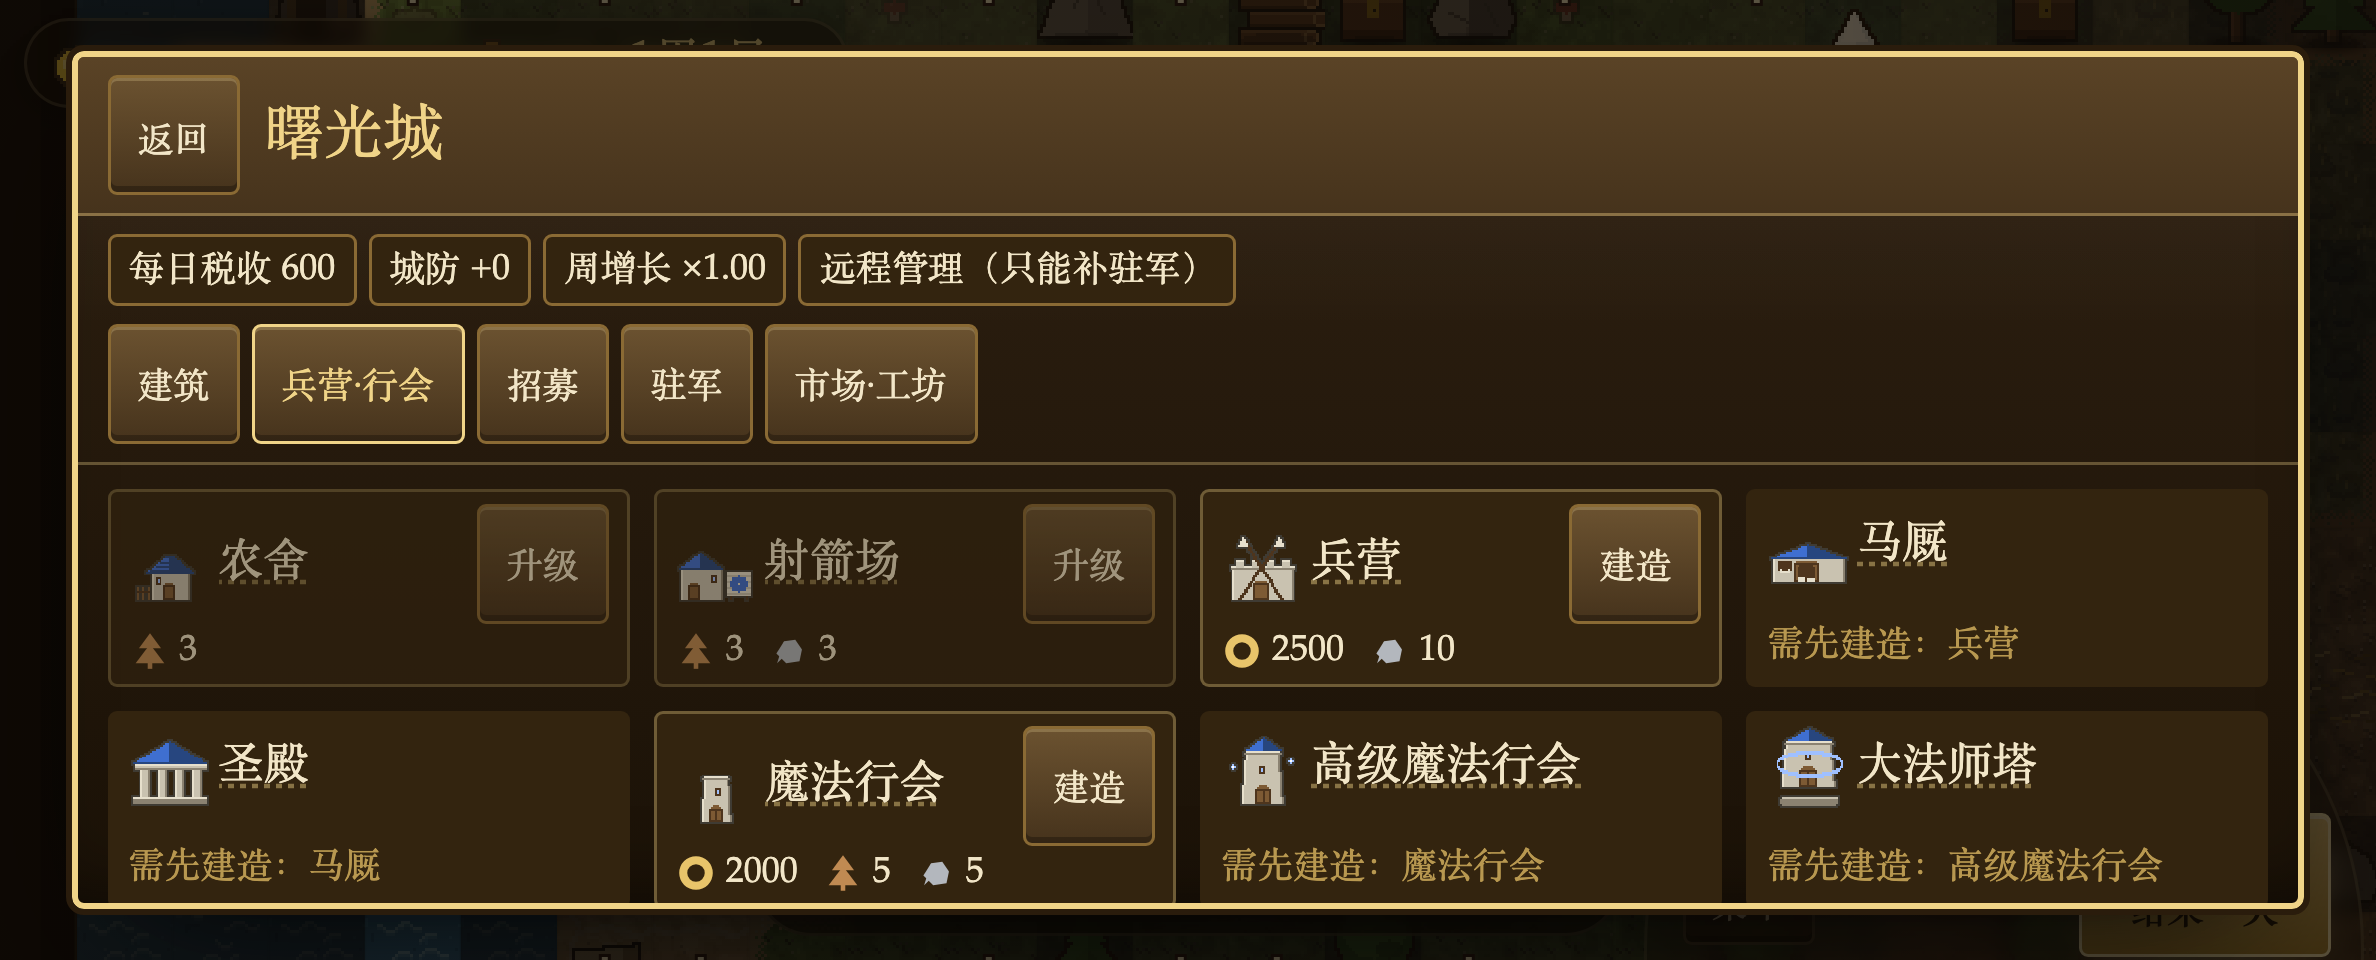 返回 曙光城
每日税收 600 城防 +0 周增长 ×1.00 远程管理（只能补驻军）
建筑 兵营·行会 招募 驻军 市场·工坊
农舍 升级 射箭场 升级 兵营 建造 马厩
3 3 3 2500 10 需先建造：兵营
圣殿 魔法行会 建造 高级魔法行会 大法师塔
需先建造：马厩 2000 5 5 需先建造：魔法行会 需先建造：高级魔法行会